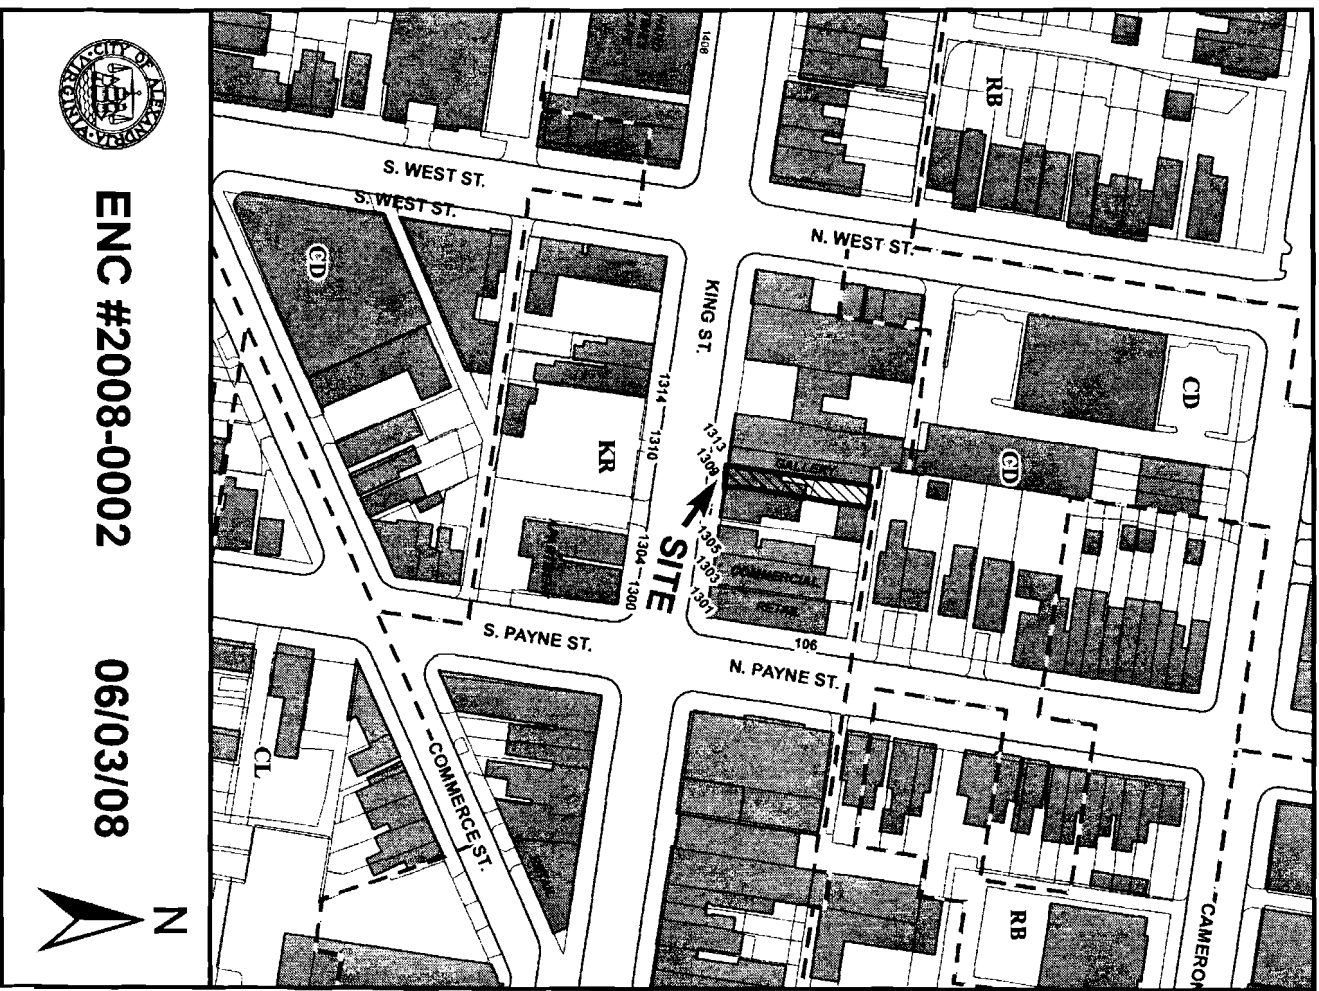 1408
RB
S. WEST ST.
S. WEST ST.
N. WEST ST.
CD
KING ST.
CD
1314
1310
KR
1313
1309
GALLERY
CD
SITE
1305
1303
1301
COMMERCIAL
RETAIL
1304
1300
S. PAYNE ST.
106
N. PAYNE ST.
CL
COMMERCE ST.
RB
CAMERON
CITY OF ALEXANDRIA
VIRGINIA
ENC #2008-0002
06/03/08
N